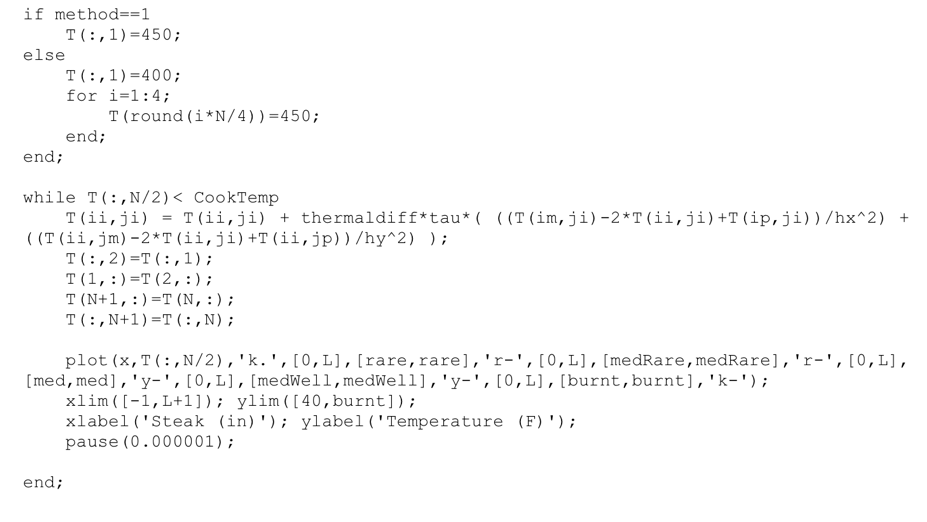 if method==1
    T(:,1)=450;
else
    T(:,1)=400;
    for i=1:4;
        T(round(i*N/4))=450;
    end;
end;

while T(:,N/2)< CookTemp
    T(ii,ji) = T(ii,ji) + thermaldiff*tau*( ((T(im,ji)-2*T(ii,ji)+T(ip,ji))/hx^2) +
((T(ii,jm)-2*T(ii,ji)+T(ii,jp))/hy^2) );
    T(:,2)=T(:,1);
    T(1,:)=T(2,:);
    T(N+1,:)=T(N,:);
    T(:,N+1)=T(:,N);

    plot(x,T(:,N/2),'k.',[0,L],[rare,rare],'r-',[0,L],[medRare,medRare],'r-',[0,L],
[med,med],'y-',[0,L],[medWell,medWell],'y-',[0,L],[burnt,burnt],'k-');
    xlim([-1,L+1]); ylim([40,burnt]);
    xlabel('Steak (in)'); ylabel('Temperature (F)');
    pause(0.000001);

end;